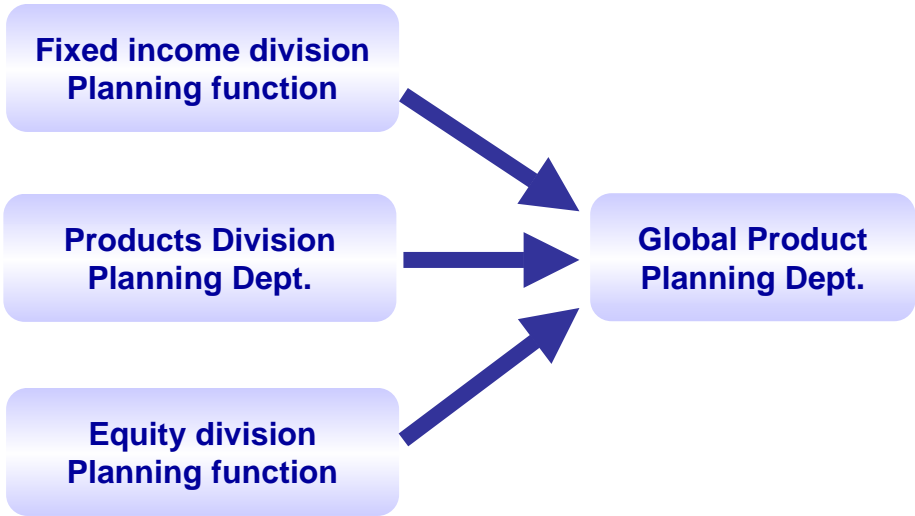 Fixed income division
Planning function
Products Division
Planning Dept.
Global Product
Planning Dept.
Equity division
Planning function